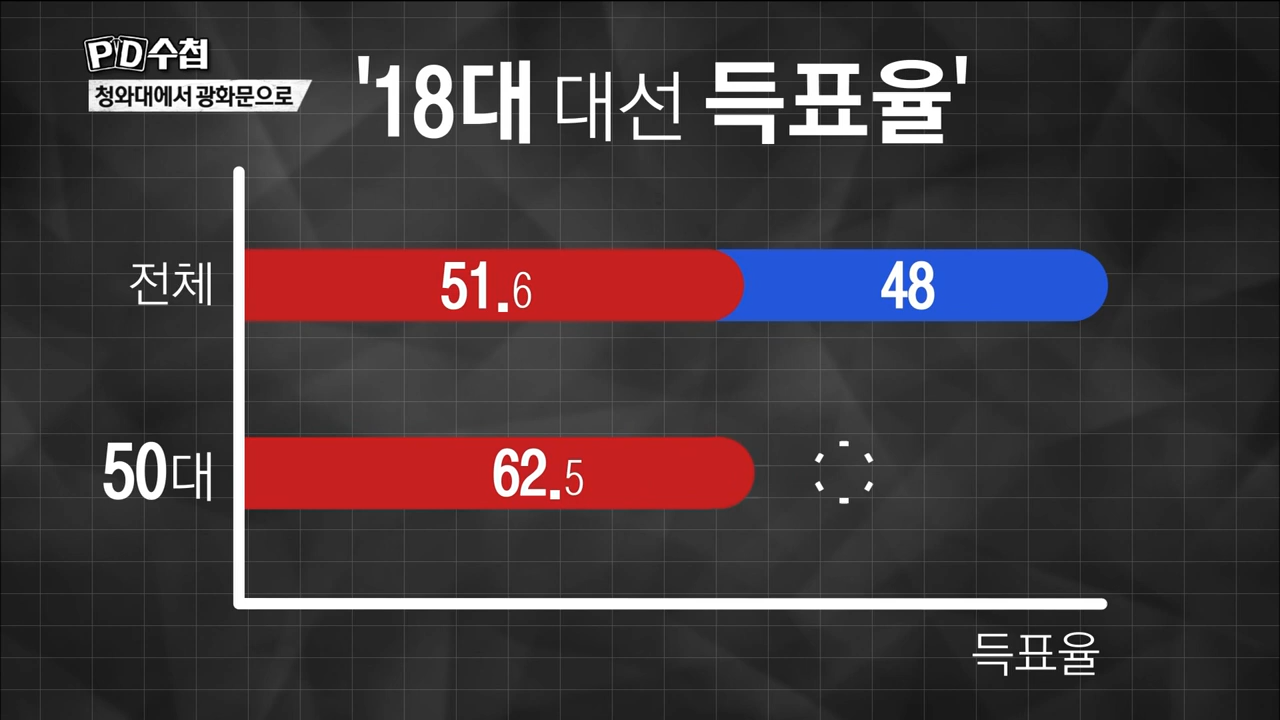 PD수첩
청와대에서 광화문으로
'18대 대선 득표율'
전체 51.6 48
50대 62.5
득표율